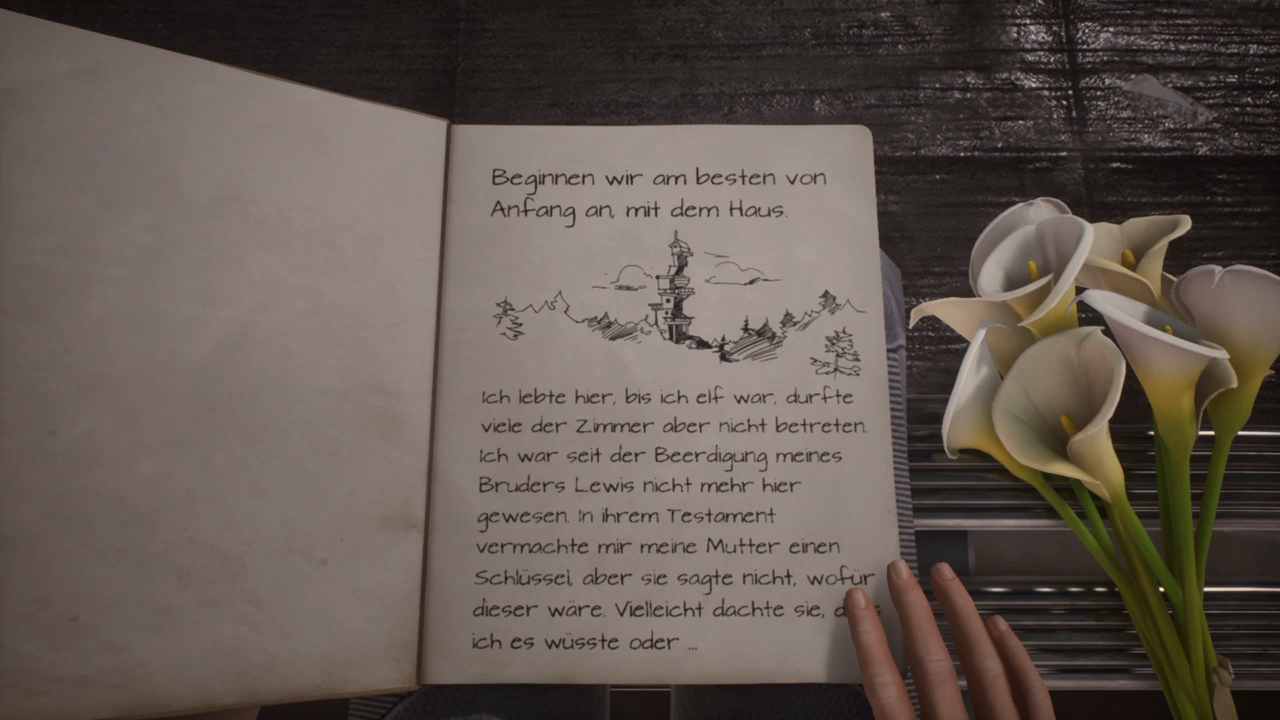 Beginnen wir am besten von
Anfang an, mit dem Haus.
Ich lebte hier, bis ich elf war, durfte
viele der Zimmer aber nicht betreten.
Ich war seit der Beerdigung meines
Bruders Lewis nicht mehr hier
gewesen. In ihrem Testament
vermachte mir meine Mutter einen
Schlüssel, aber sie sagte nicht, wofür
dieser wäre. Vielleicht dachte sie,
ich es wüsste oder ...